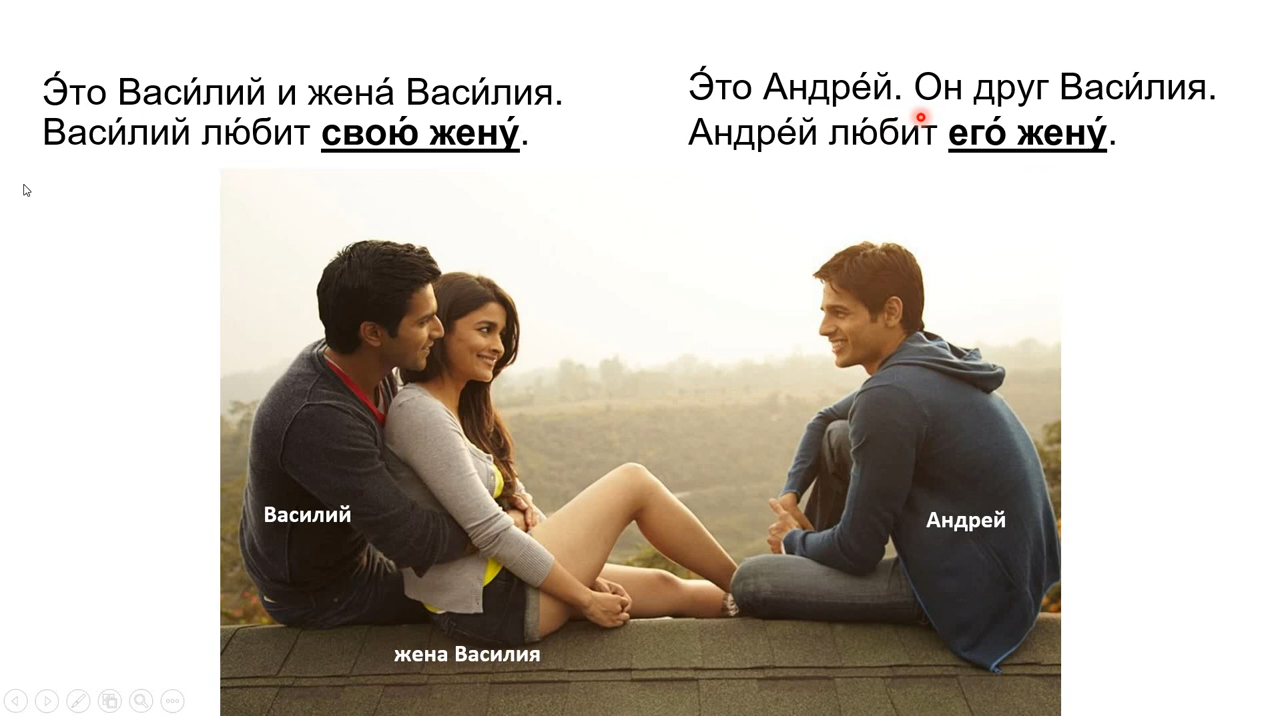 Э́то Васи́лий и жена́ Васи́лия.
Васи́лий лю́бит свою́ жену́.
Э́то Андре́й. Он друг Васи́лия.
Андре́й лю́бит его́ жену́.
Василий
Андрей
жена Василия